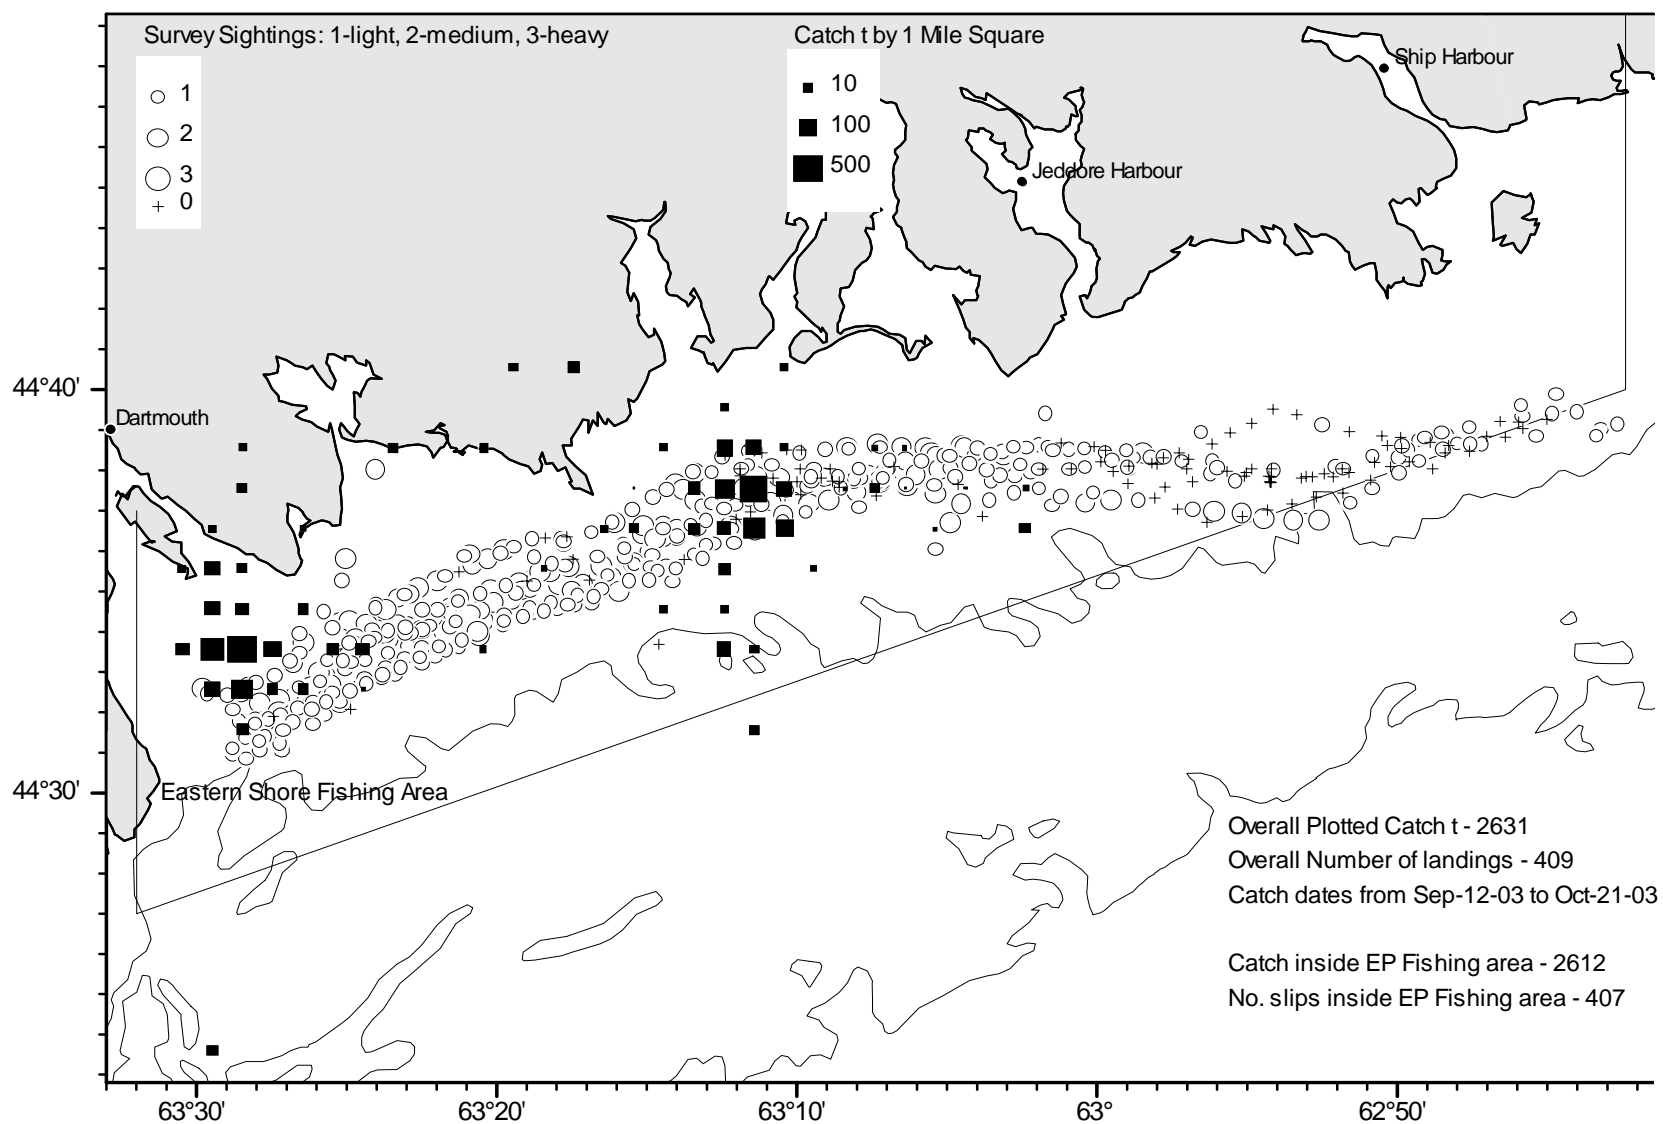 Survey Sightings: 1-light, 2-medium, 3-heavy
1
2
3
0
Catch t by 1 Mile Square
10
100
500
Ship Harbour
Jeddore Harbour
44°40'
Dartmouth
44°30'
Eastern Shore Fishing Area
Overall Plotted Catch t - 2631
Overall Number of landings - 409
Catch dates from Sep-12-03 to Oct-21-03
Catch inside EP Fishing area - 2612
No. slips inside EP Fishing area - 407
63°30'
63°20'
63°10'
63°
62°50'